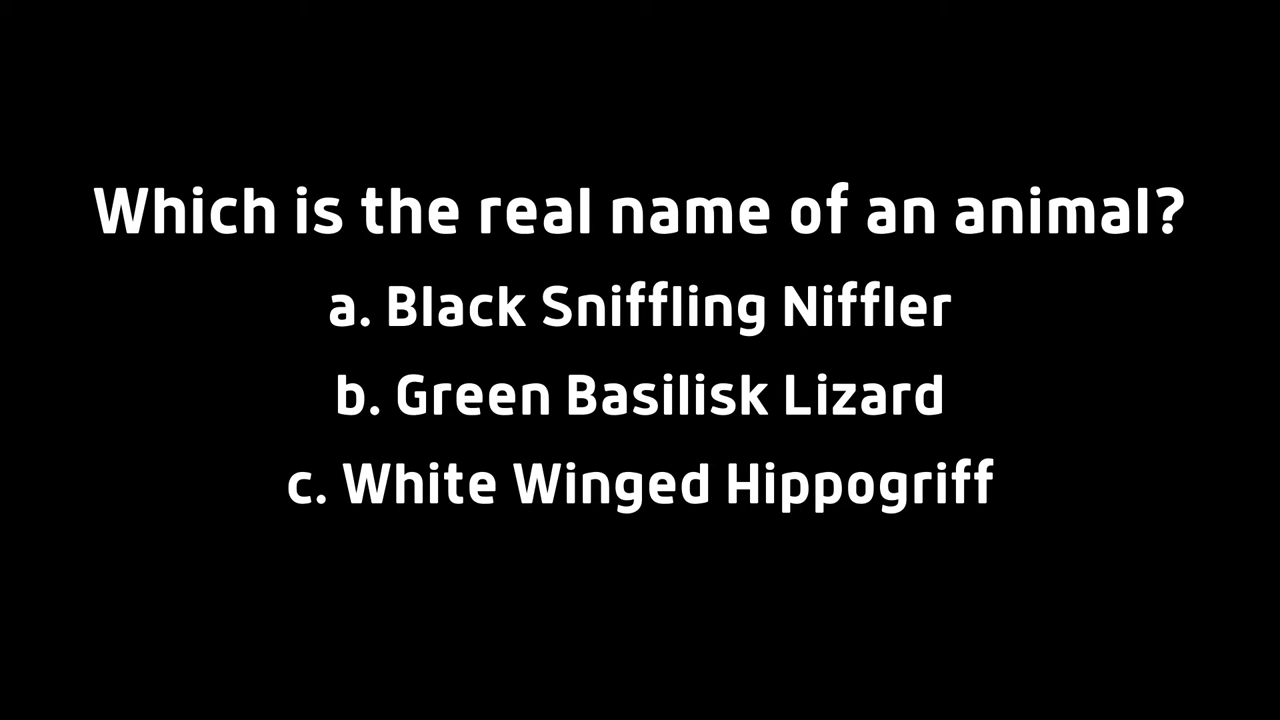 Which is the real name of an animal?
a. Black Sniffling Niffler
b. Green Basilisk Lizard
c. White Winged Hippogriff